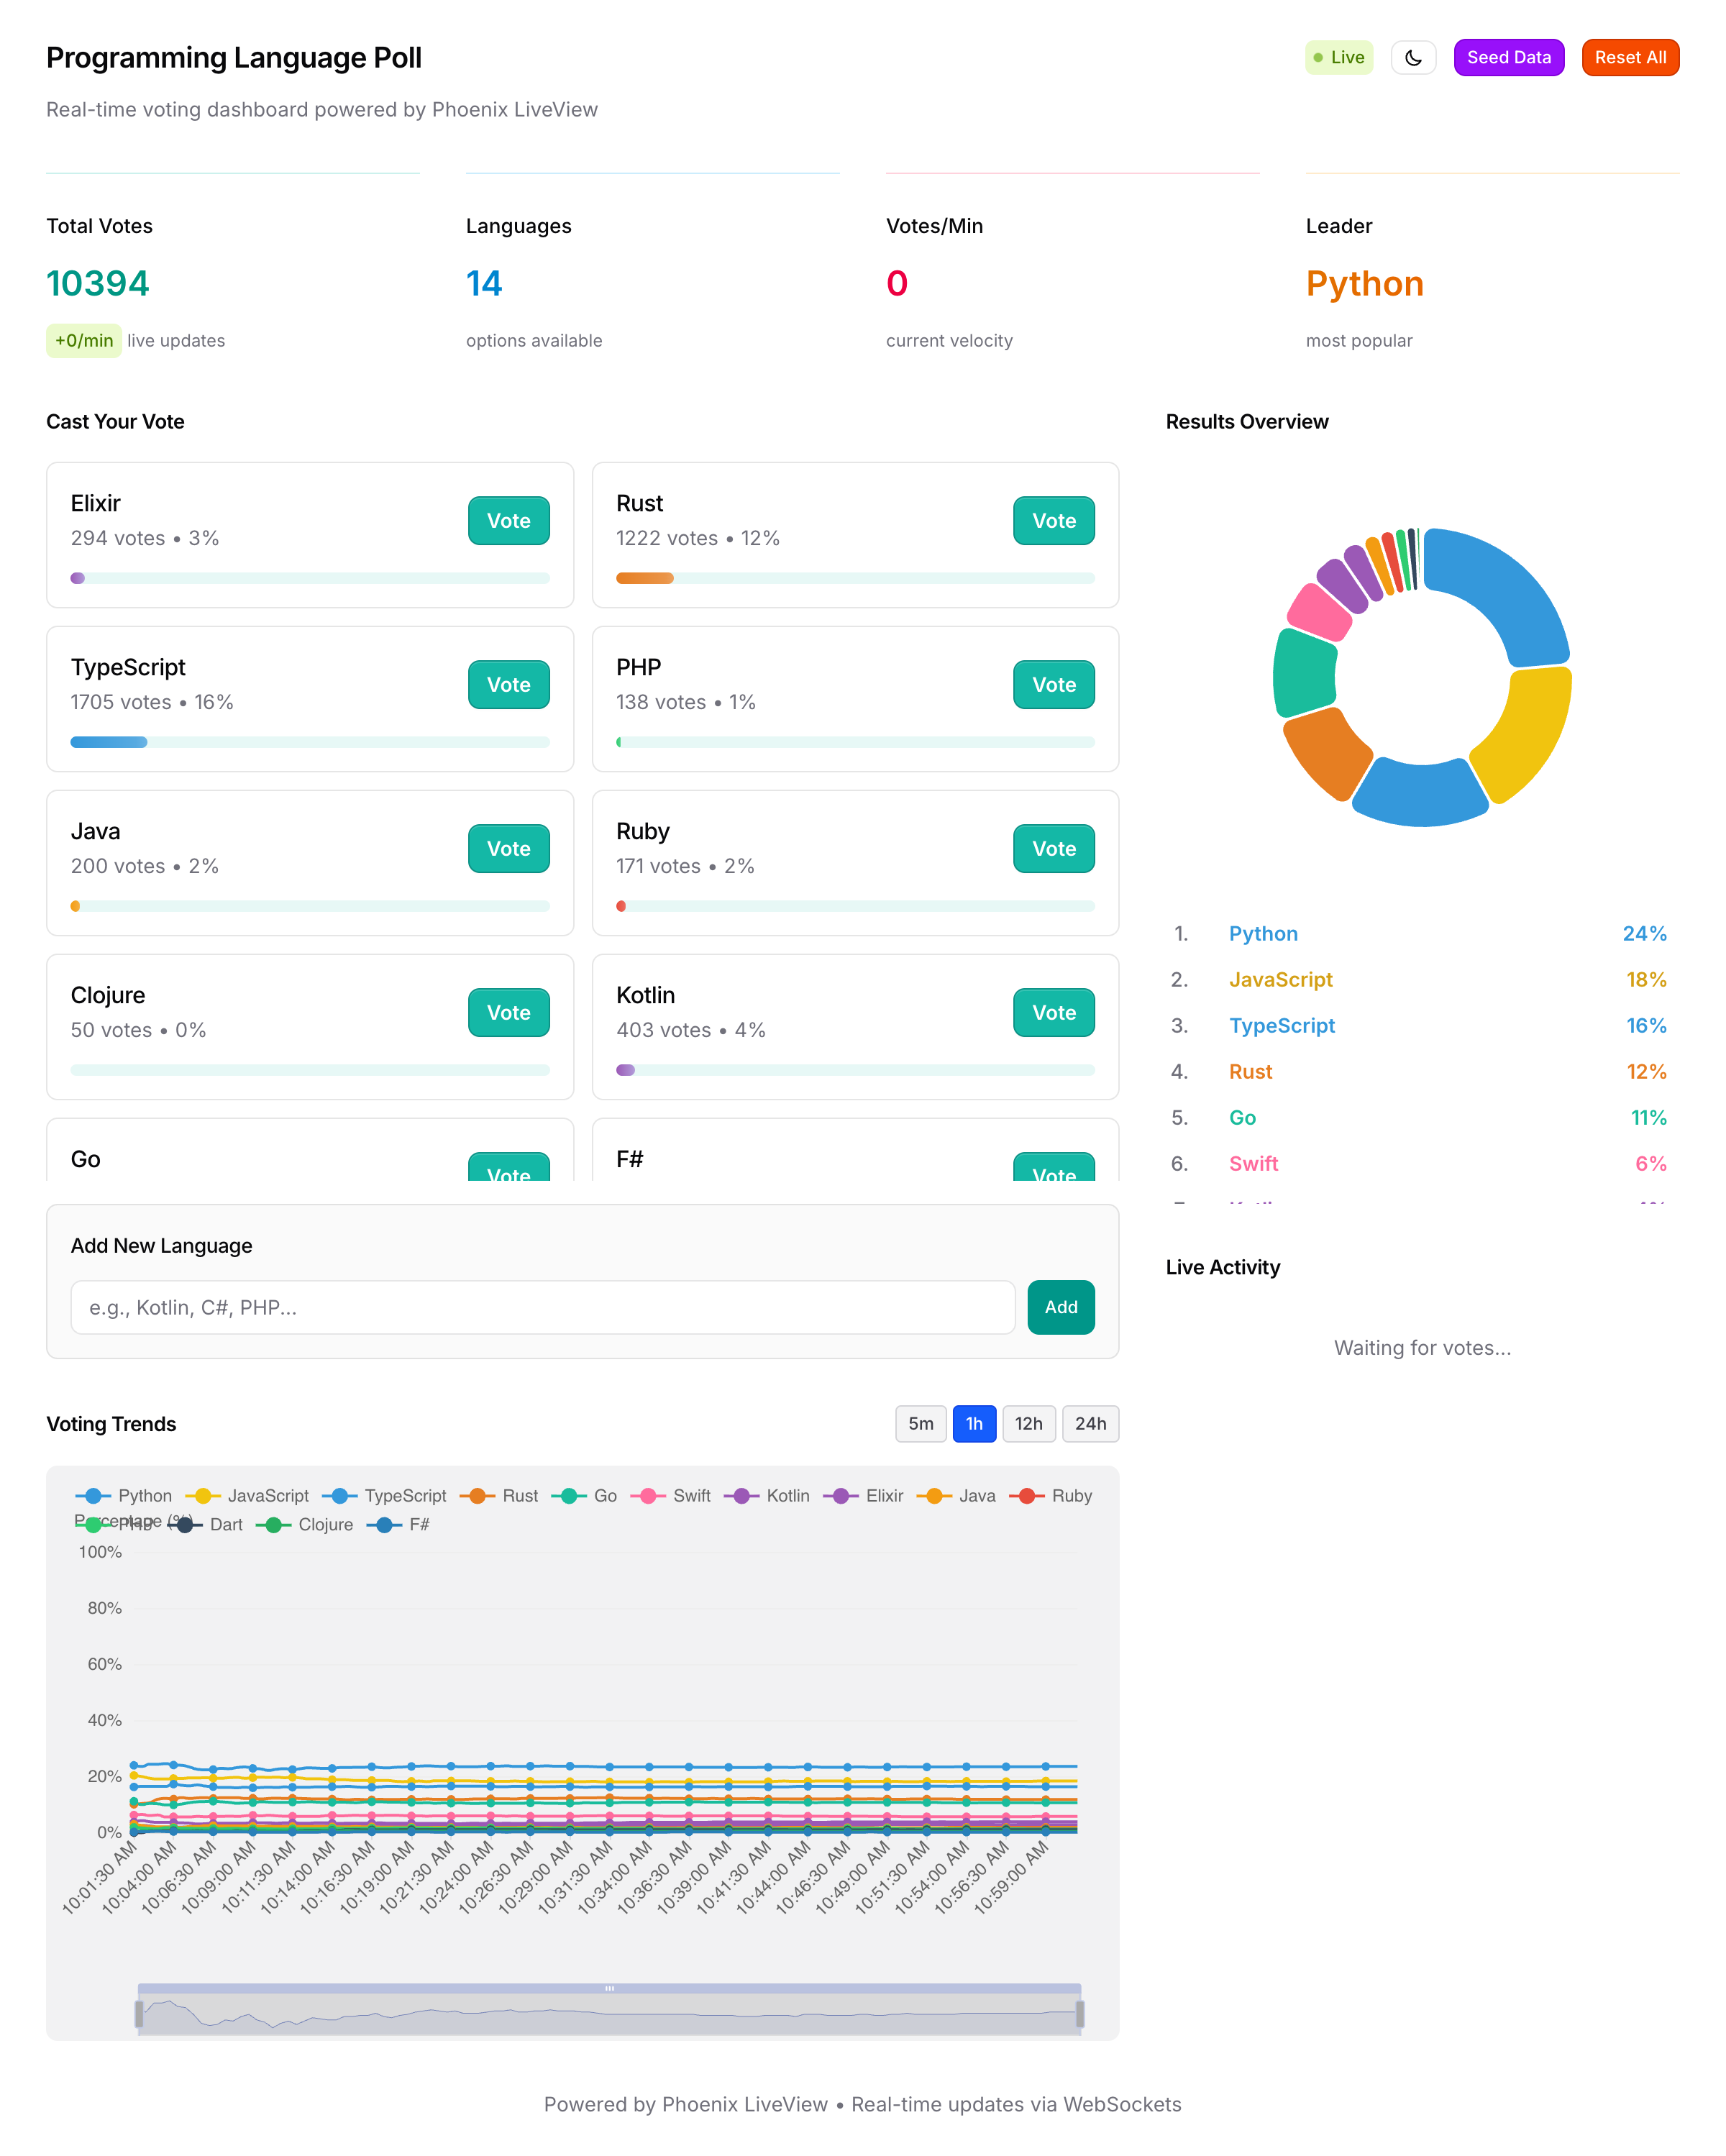 Programming Language Poll
Live
Seed Data
Reset All
Real-time voting dashboard powered by Phoenix LiveView
Total Votes
10394
+0/min live updates
Languages
14
options available
Votes/Min
0
current velocity
Leader
Python
most popular
Cast Your Vote
Elixir
294 votes • 3%
Vote
Rust
1222 votes • 12%
Vote
TypeScript
1705 votes • 16%
Vote
PHP
138 votes • 1%
Vote
Java
200 votes • 2%
Vote
Ruby
171 votes • 2%
Vote
Clojure
50 votes • 0%
Vote
Kotlin
403 votes • 4%
Vote
Go
Vote
F#
Vote
Add New Language
e.g., Kotlin, C#, PHP...
Add
Results Overview
1. Python 24%
2. JavaScript 18%
3. TypeScript 16%
4. Rust 12%
5. Go 11%
6. Swift 6%
Live Activity
Waiting for votes...
Voting Trends
5m 1h 12h 24h
Python JavaScript TypeScript Rust Go Swift Kotlin Elixir Java Ruby
PHP Dart Clojure F#
Percentage (%)
100%
80%
60%
40%
20%
0%
10:01:30 AM
10:04:00 AM
10:06:30 AM
10:09:00 AM
10:11:30 AM
10:14:00 AM
10:16:30 AM
10:19:00 AM
10:21:30 AM
10:24:00 AM
10:26:30 AM
10:29:00 AM
10:31:30 AM
10:34:00 AM
10:36:30 AM
10:39:00 AM
10:41:30 AM
10:44:00 AM
10:46:30 AM
10:49:00 AM
10:51:30 AM
10:54:00 AM
10:56:30 AM
10:59:00 AM
Powered by Phoenix LiveView • Real-time updates via WebSockets